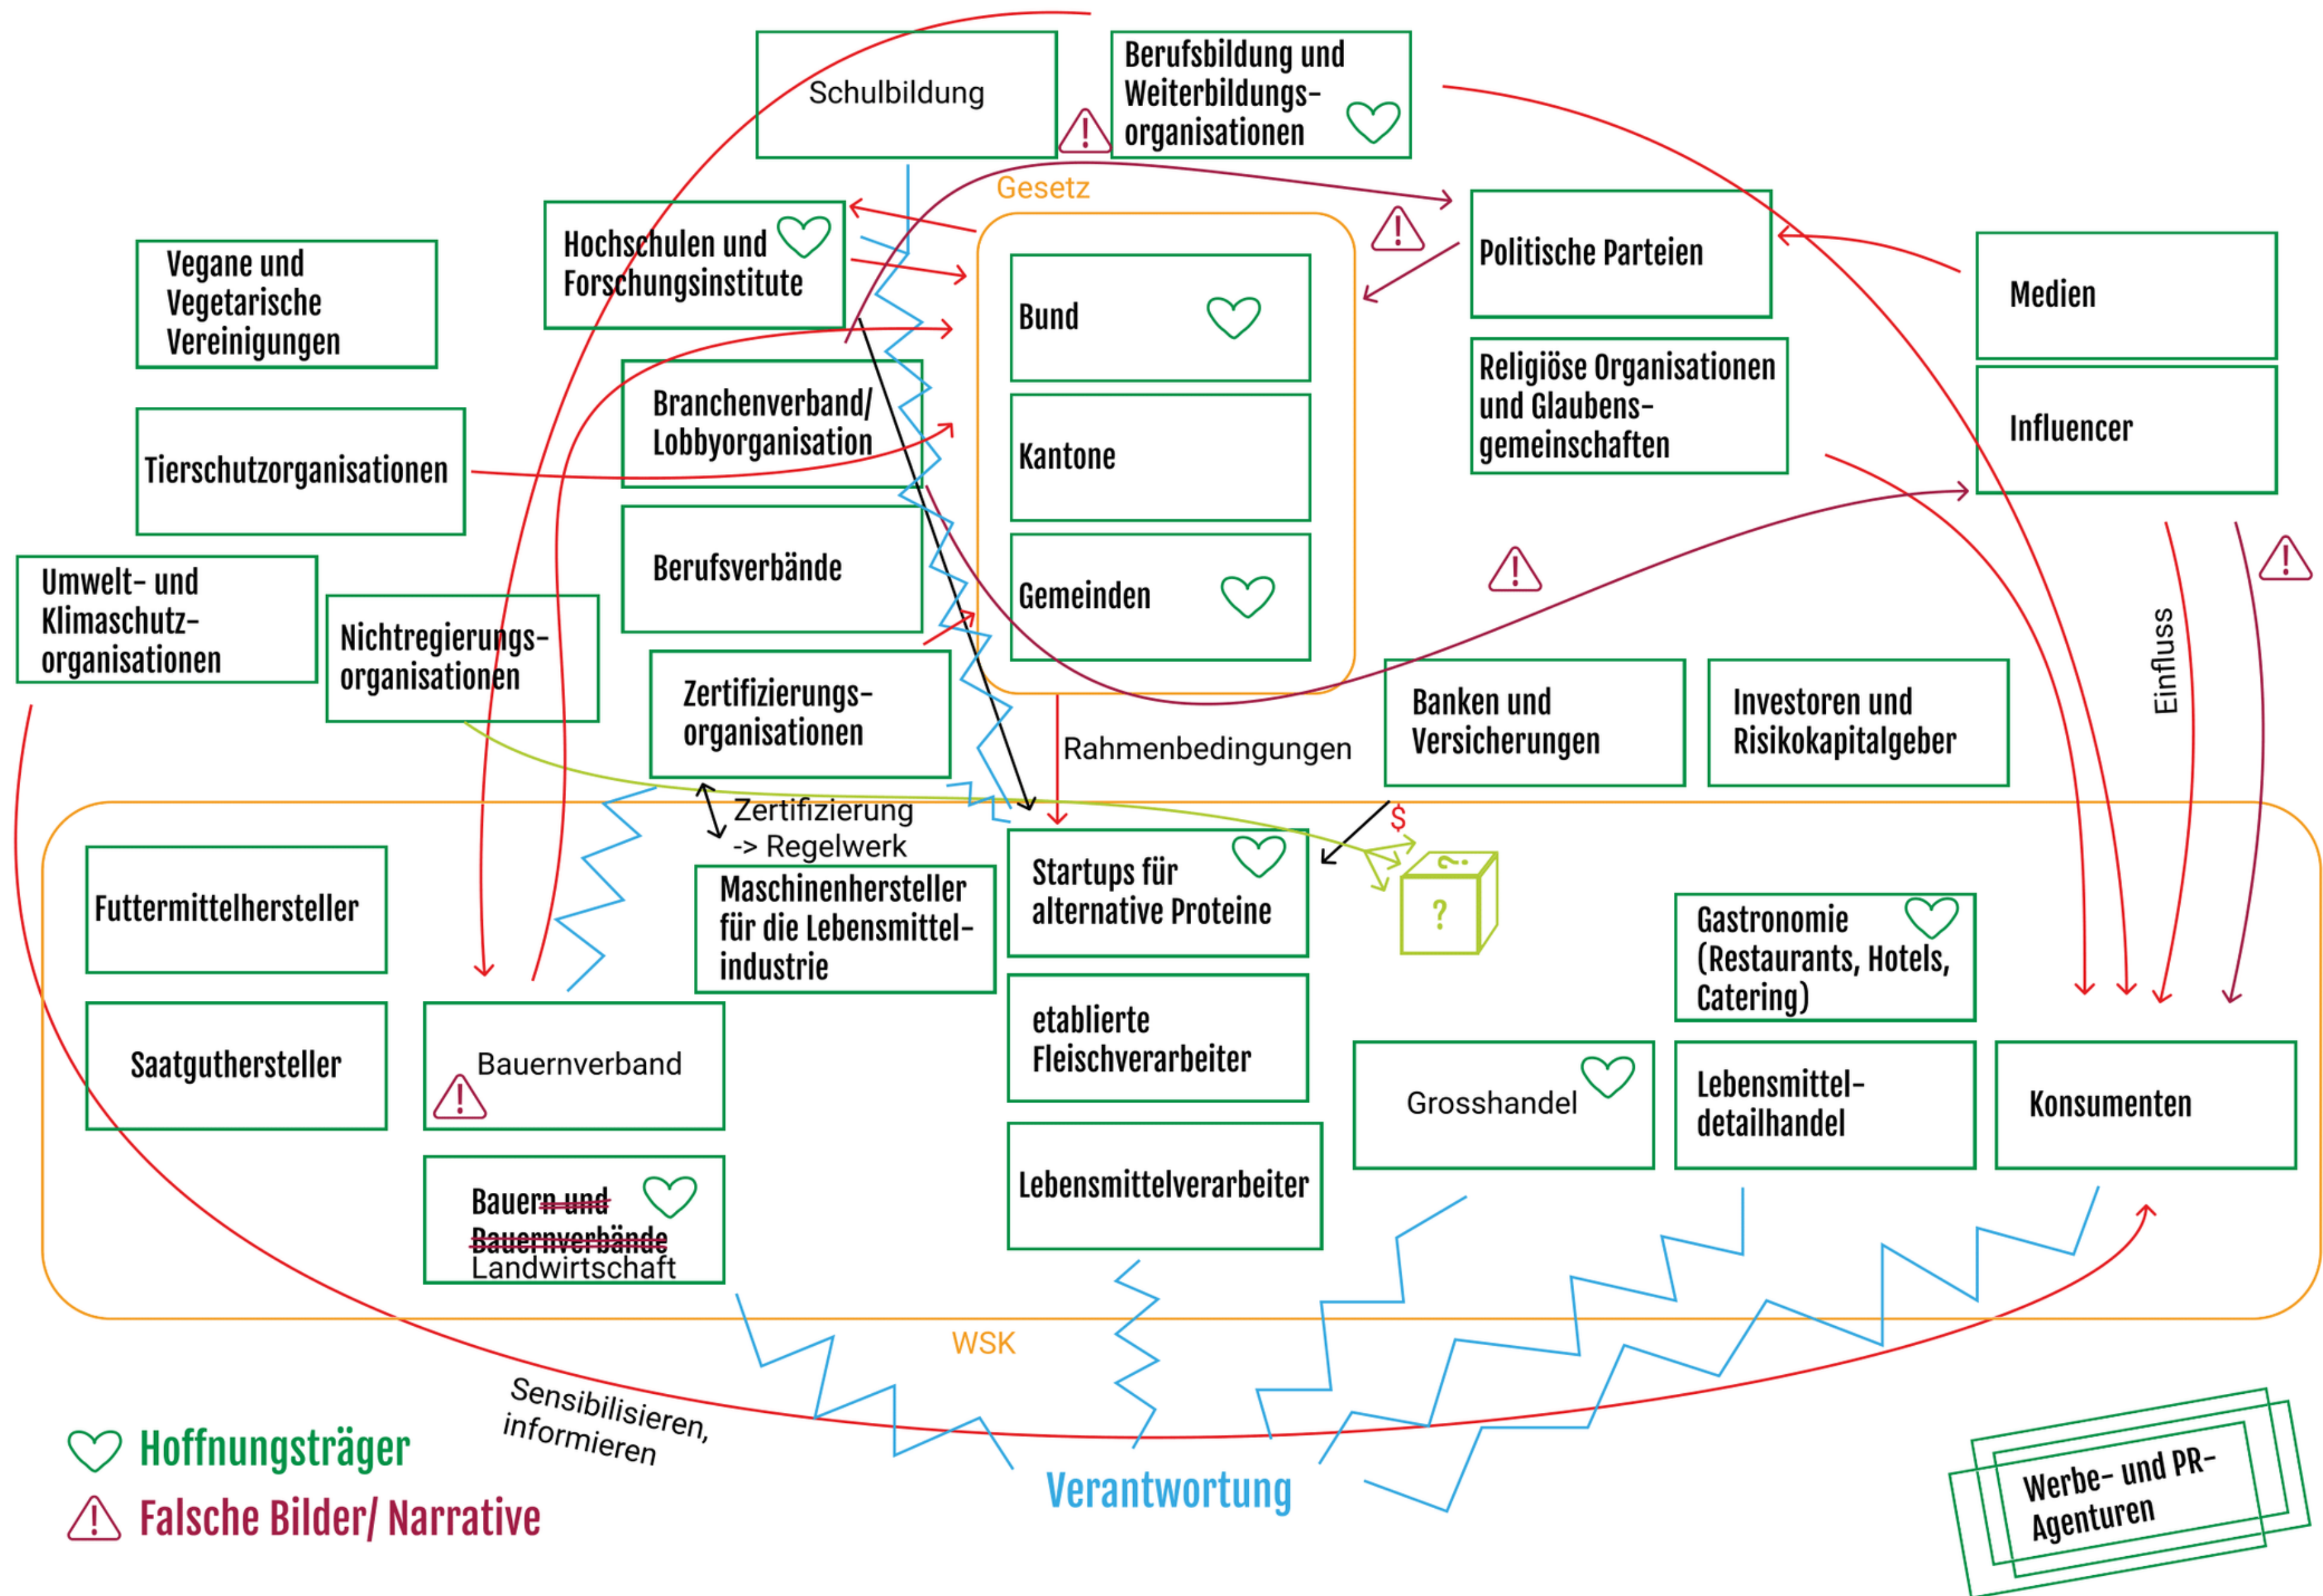 Schulbildung
Berufsbildung und
Weiterbildungs-
organisationen
Gesetz
Hochschulen und
Forschungsinstitute
Vegane und
Vegetarische
Vereinigungen
Bund
Politische Parteien
Medien
Branchenverband/
Lobbyorganisation
Kantone
Religiöse Organisationen
und Glaubens-
gemeinschaften
Influencer
Tierschutzorganisationen
Berufsverbände
Gemeinden
Umwelt- und
Klimaschutz-
organisationen
Nichtregierungs-
organisationen
Zertifizierungs-
organisationen
Rahmenbedingungen
Banken und
Versicherungen
Investoren und
Risikokapitalgeber
Einfluss
Zertifizierung
-> Regelwerk
$
Futtermittelhersteller
Maschinenhersteller
für die Lebensmittel-
industrie
Startups für
alternative Proteine
?
?
Gastronomie
(Restaurants, Hotels,
Catering)
Saatguthersteller
Bauernverband
etablierte
Fleischverarbeiter
Grosshandel
Lebensmittel-
detailhandel
Konsumenten
Bauern und
Bauernverbände
Landwirtschaft
Lebensmittelverarbeiter
WSK
Sensibilisieren,
informieren
Hoffnungsträger
Falsche Bilder/ Narrative
Verantwortung
Werbe- und PR-
Agenturen